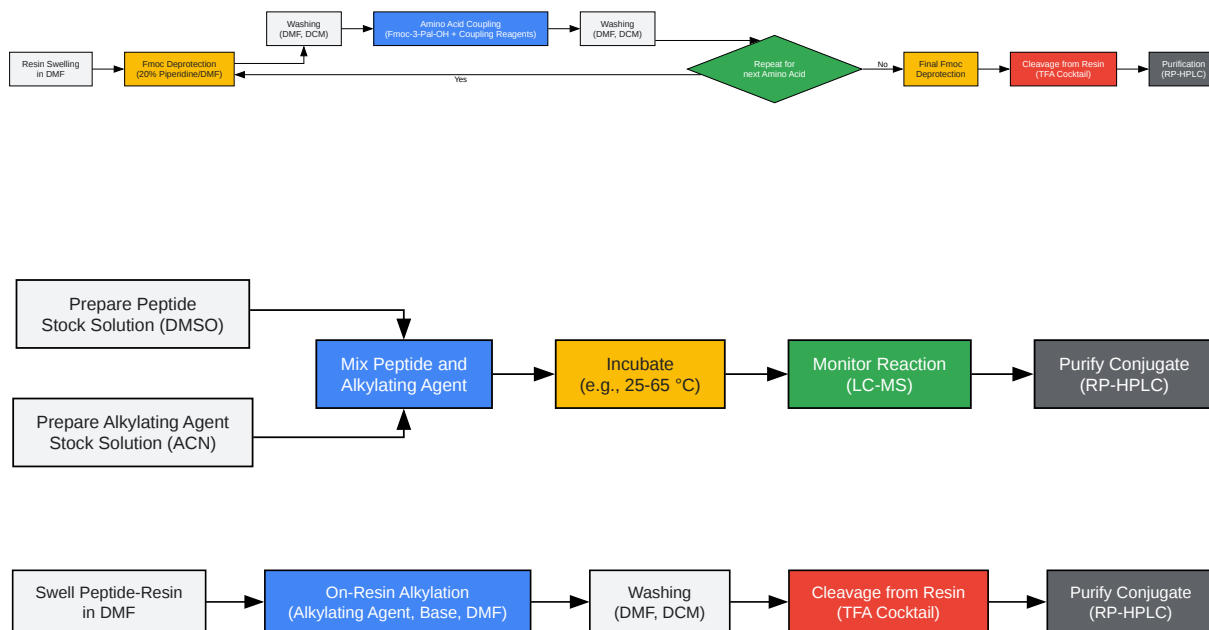 Resin Swelling
in DMF
Fmoc Deprotection
(20% Piperidine/DMF)
Washing
(DMF, DCM)
Amino Acid Coupling
(Fmoc-3-Pal-OH + Coupling Reagents)
Washing
(DMF, DCM)
Repeat for
next Amino Acid
Yes
No
Final Fmoc
Deprotection
Cleavage from Resin
(TFA Cocktail)
Purification
(RP-HPLC)
Prepare Peptide
Stock Solution (DMSO)
Prepare Alkylating Agent
Stock Solution (ACN)
Mix Peptide and
Alkylating Agent
Incubate
(e.g., 25-65 °C)
Monitor Reaction
(LC-MS)
Purify Conjugate
(RP-HPLC)
Swell Peptide-Resin
in DMF
On-Resin Alkylation
(Alkylating Agent, Base, DMF)
Washing
(DMF, DCM)
Cleavage from Resin
(TFA Cocktail)
Purify Conjugate
(RP-HPLC)